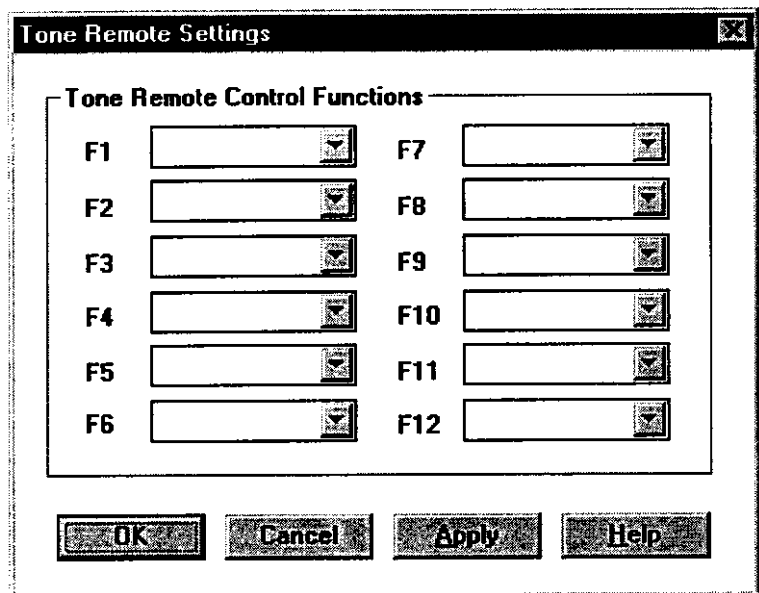 Tone Remote Settings
Tone Remote Control Functions
F1
F7
F2
F8
F3
F9
F4
F10
F5
F11
F6
F12
OK
Cancel
Apply
Help